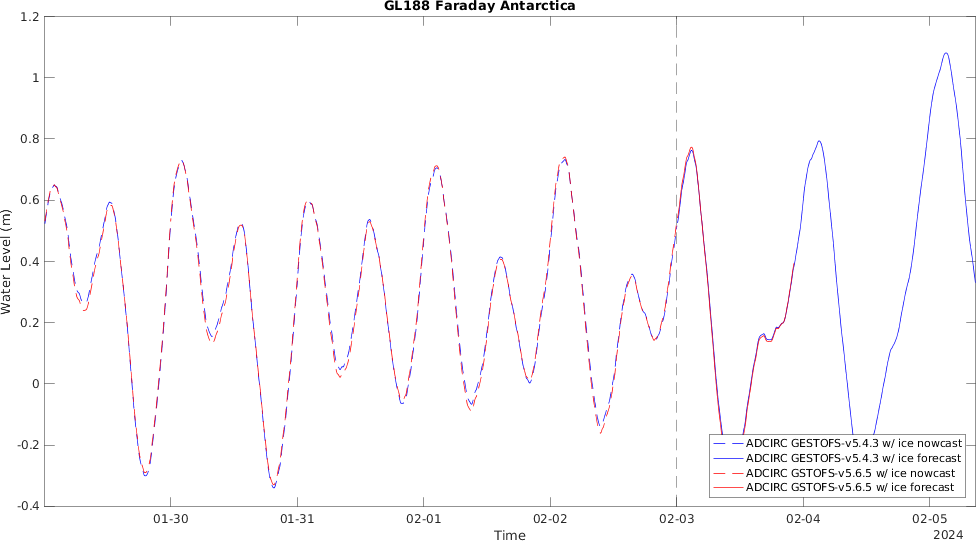 GL188 Faraday Antarctica
1.2
1
0.8
0.6
0.4
0.2
0
-0.2
-0.4
Water Level (m)
ADCIRC GESTOFS-v5.4.3 w/ ice nowcast
ADCIRC GESTOFS-v5.4.3 w/ ice forecast
ADCIRC GSTOFS-v5.6.5 w/ ice nowcast
ADCIRC GSTOFS-v5.6.5 w/ ice forecast
01-30 01-31 02-01 02-02 02-03 02-04 02-05
Time 2024